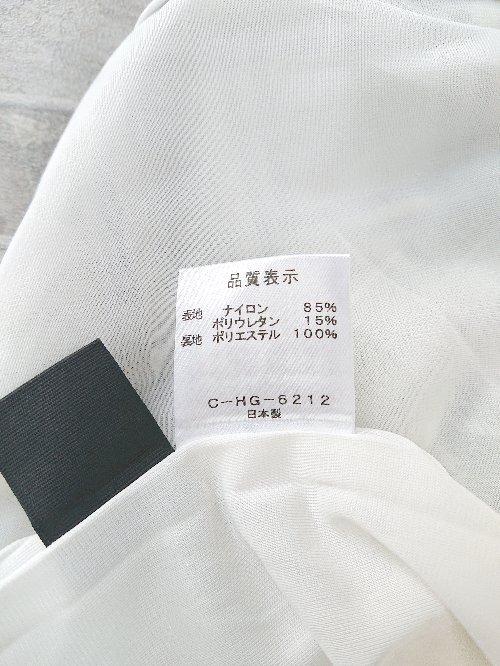 品質表示
表地 ナイロン 85%
ポリウレタン 15%
裏地 ポリエステル 100%
C-HG-6212
日本製